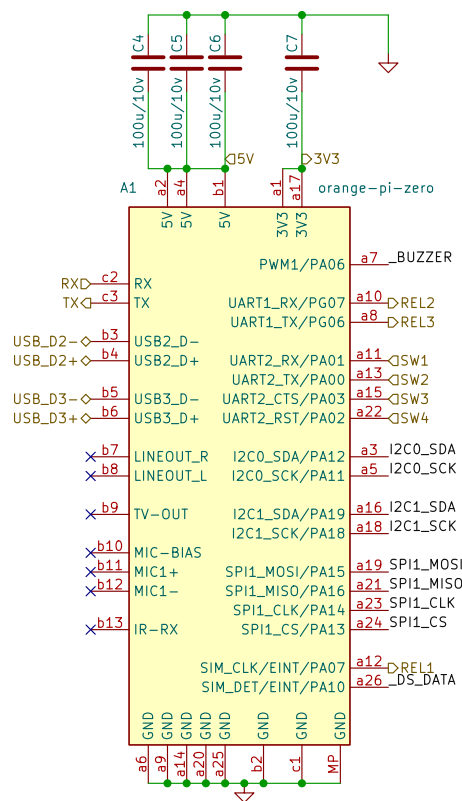 C4 C5 C6 C7
100u/10v 100u/10v 100u/10v 100u/10v
5V 3V3
A1 a2 a4 b1 a1 a17 orange-pi-zero
5V 5V 5V 3V3 3V3
PWM1/PA06 a7 _BUZZER
RX c2 RX
TX c3 TX
UART1_RX/PG07 a10 REL2
UART1_TX/PG06 a8 REL3
USB_D2- b3 USB2_D-
USB_D2+ b4 USB2_D+
UART2_RX/PA01 a11 SW1
UART2_TX/PA00 a13 SW2
USB_D3- b5 USB3_D- UART2_CTS/PA03 a15 SW3
USB_D3+ b6 USB3_D+ UART2_RST/PA02 a22 SW4
b7 LINEOUT_R I2C0_SDA/PA12 a3 I2C0_SDA
b8 LINEOUT_L I2C0_SCK/PA11 a5 I2C0_SCK
b9 TV-OUT I2C1_SDA/PA19 a16 I2C1_SDA
I2C1_SCK/PA18 a18 I2C1_SCK
b10 MIC-BIAS
b11 MIC1+ SPI1_MOSI/PA15 a19 SPI1_MOSI
b12 MIC1- SPI1_MISO/PA16 a21 SPI1_MISO
SPI1_CLK/PA14 a23 SPI1_CLK
b13 IR-RX SPI1_CS/PA13 a24 SPI1_CS
SIM_CLK/EINT/PA07 a12 REL1
SIM_DET/EINT/PA10 a26 _DS_DATA
GND GND GND GND GND GND GND GND
a6 a9 a14 a20 a25 b2 c1 MP